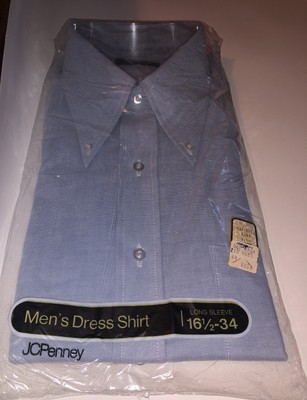 Men's Dress Shirt
LONG SLEEVE
16½-34
JCPenney